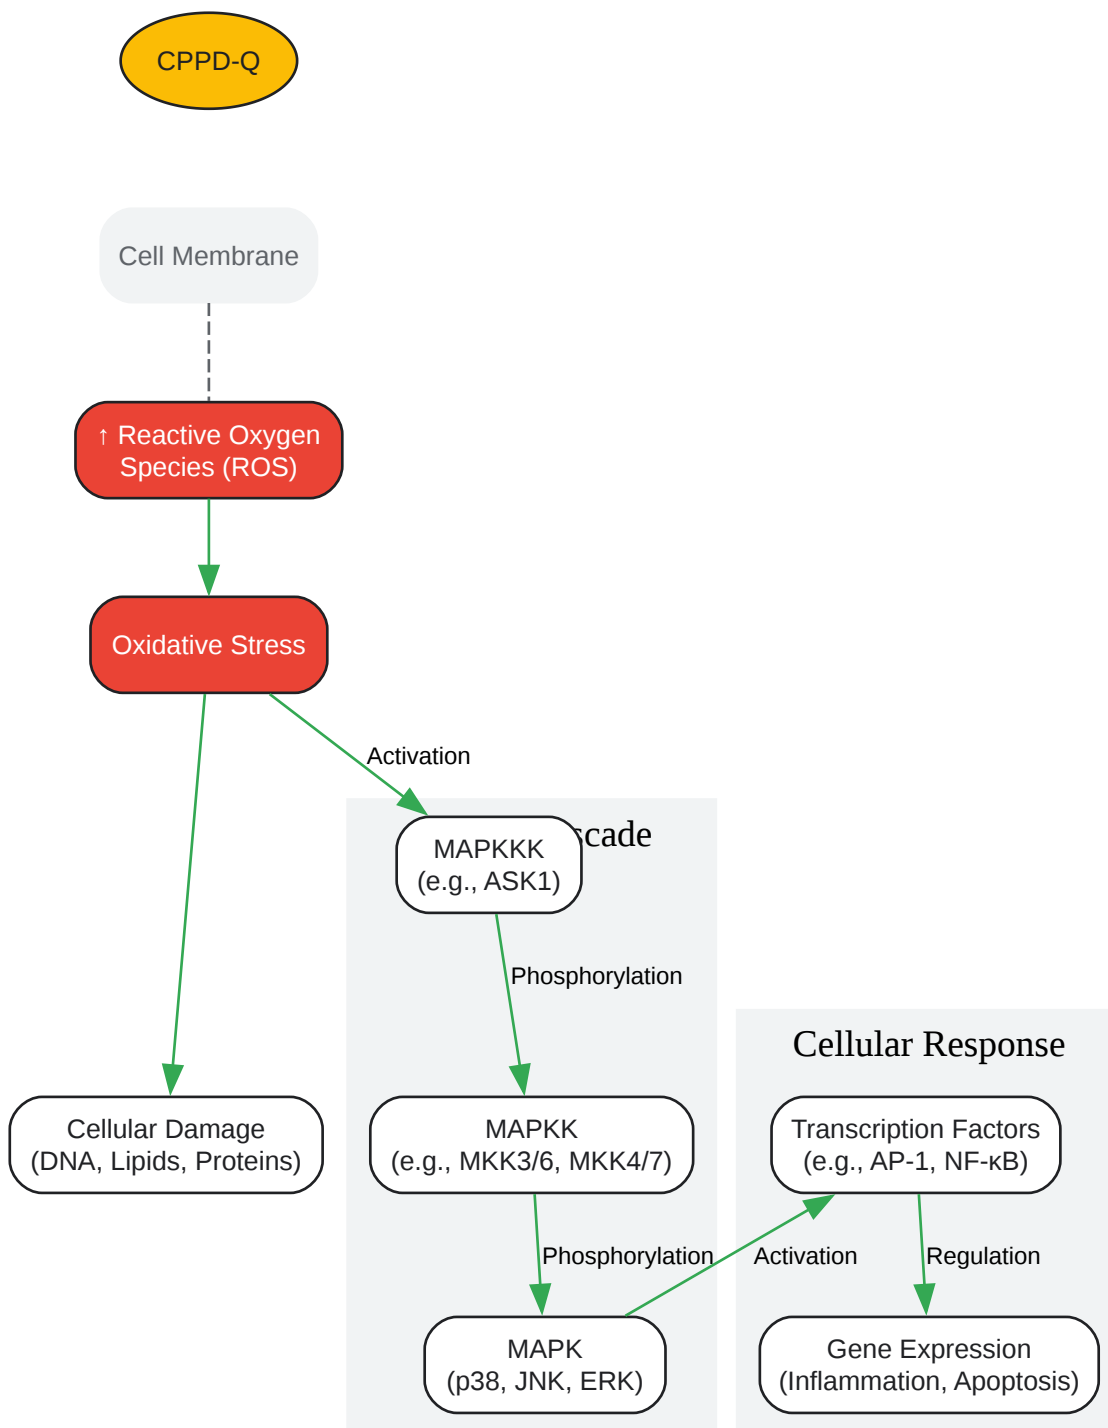 CPPD-Q
Cell Membrane
↑ Reactive Oxygen
Species (ROS)
Oxidative Stress
Activation
MAPKKK
(e.g., ASK1)
Phosphorylation
Cellular Response
Cellular Damage
(DNA, Lipids, Proteins)
MAPKK
(e.g., MKK3/6, MKK4/7)
Transcription Factors
(e.g., AP-1, NF-κB)
Phosphorylation
Activation
Regulation
MAPK
(p38, JNK, ERK)
Gene Expression
(Inflammation, Apoptosis)